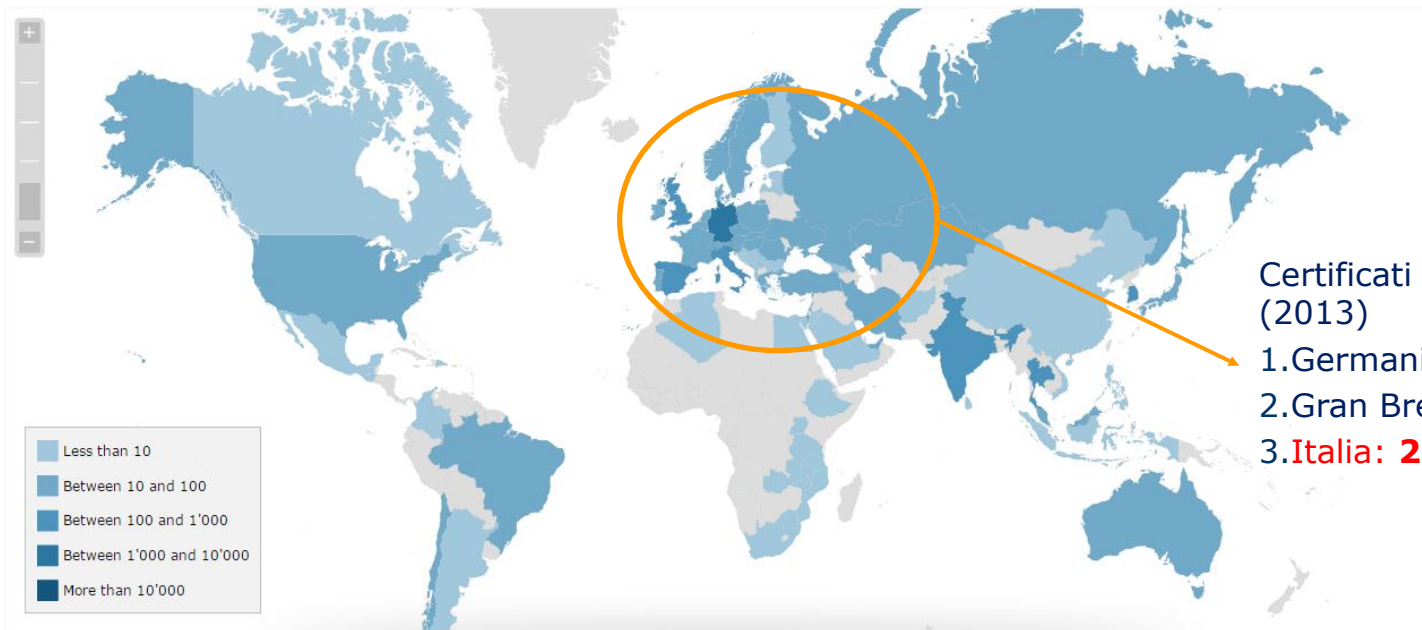 +
−
Certificati
(2013)
1.Germani
2.Gran Bre
3.Italia: 2
Less than 10
Between 10 and 100
Between 100 and 1'000
Between 1'000 and 10'000
More than 10'000